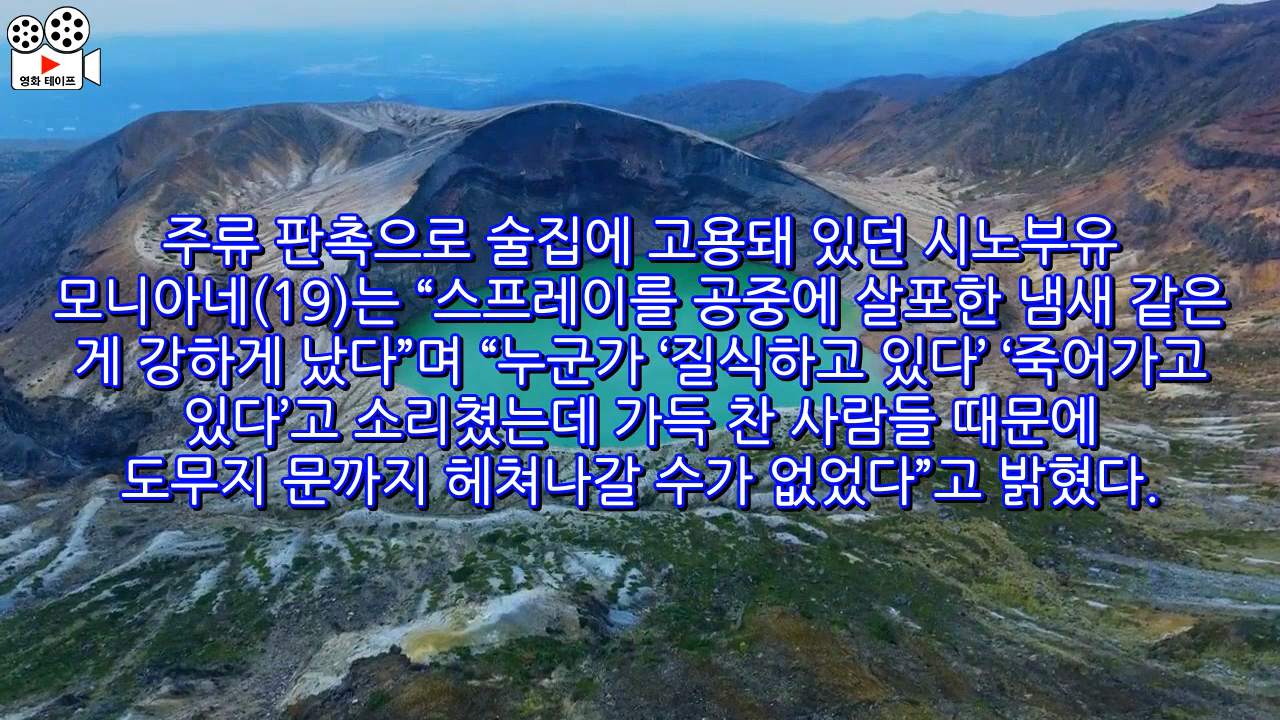 영화 테이프
주류 판촉으로 술집에 고용돼 있던 시노부유
모니아네(19)는 “스프레이를 공중에 살포한 냄새 같은
게 강하게 났다”며 “누군가 ‘질식하고 있다’ ‘죽어가고
있다’고 소리쳤는데 가득 찬 사람들 때문에
도무지 문까지 헤쳐나갈 수가 없었다”고 밝혔다.